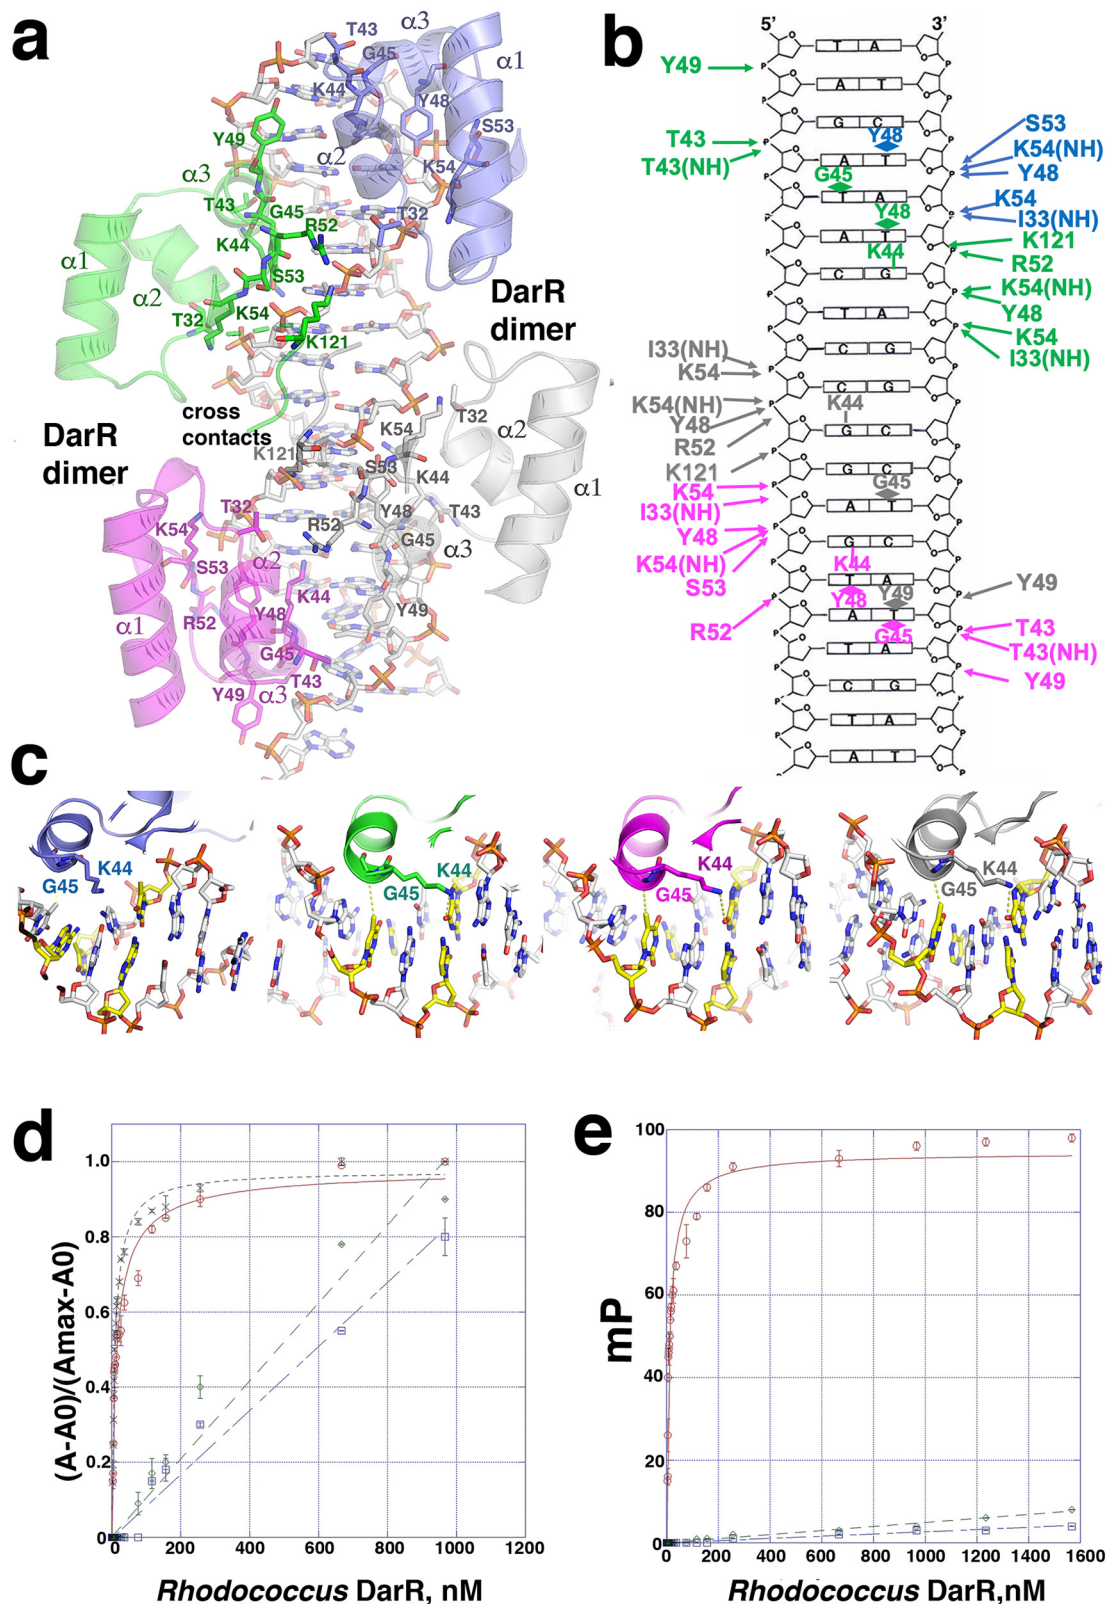 a
α3
T43
G45
α1
K44
Y48
S53
Y49
α2
K54
α3
T43
G45
T32
R52
K44
α1
S53
α2
DarR
dimer
T32
K54
K121
cross
contacts
T32
K54
α2
DarR
dimer
K121
S53
K44
α1
T32
K54
R52
Y48
T43
G45
α3
S53
α2
K44
Y48
Y49
α1
R52
G45
T43
Y49
α3
b
5’
3’
T A
Y49
A T
G C
S53
T43
Y48
K54(NH)
T43(NH)
A T
Y48
G45
K54
T A
I33(NH)
Y48
K121
A T
K44
R52
C G
K54(NH)
Y48
T A
K54
I33(NH)
I33(NH)
C G
K54
C G
K54(NH)
K44
Y48
G C
R52
K121
G C
K54
G45
I33(NH)
A T
Y48
G C
K54(NH)
K44
S53
T A
Y49
Y48
Y49
R52
A T
T43
G45
T A
T43(NH)
Y49
C G
T A
A T
c
K44
G45
K44
G45
K44
G45
K44
G45
d
(A-A0)/(Amax-A0)
1.0
0.8
0.6
0.4
0.2
0
0 200 400 600 800 1000 1200
Rhodococcus DarR, nM
e
mP
100
80
60
40
20
0
0 200 400 600 800 1000 1200 1400 1600
Rhodococcus DarR,nM